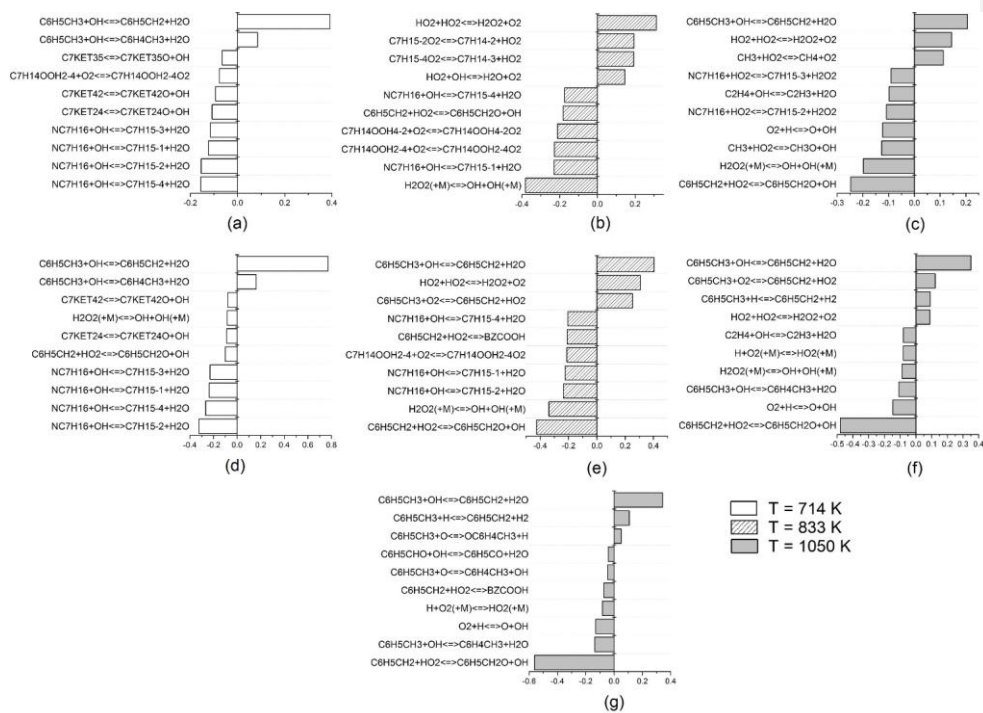 C6H5CH3+OH<=>C6H5CH2+H2O
C6H5CH3+OH<=>C6H4CH3+H2O
C7KET35<=>C7KET35O+OH
C7H14OOH2-4+O2<=>C7H14OOH2-4O2
C7KET42<=>C7KET42O+OH
C7KET24<=>C7KET24O+OH
NC7H16+OH<=>C7H15-3+H2O
NC7H16+OH<=>C7H15-1+H2O
NC7H16+OH<=>C7H15-2+H2O
NC7H16+OH<=>C7H15-4+H2O
-0.4 -0.2 0.0 0.2 0.4
(a)
HO2+HO2<=>H2O2+O2
C7H15-2O2<=>C7H14-2+HO2
C7H15-4O2<=>C7H14-3+HO2
HO2+OH<=>H2O+O2
NC7H16+OH<=>C7H15-4+H2O
C6H5CH2+HO2<=>C6H5CH2O+OH
C7H14OOH4-2+O2<=>C7H14OOH4-2O2
C7H14OOH2-4+O2<=>C7H14OOH2-4O2
NC7H16+OH<=>C7H15-1+H2O
H2O2(+M)<=>OH+OH(+M)
-0.4 -0.2 0.0 0.2 0.4
(b)
C6H5CH3+OH<=>C6H5CH2+H2O
HO2+HO2<=>H2O2+O2
CH3+HO2<=>CH4+O2
NC7H16+HO2<=>C7H15-3+H2O2
C2H4+OH<=>C2H3+H2O
NC7H16+HO2<=>C7H15-2+H2O2
O2+H<=>O+OH
CH3+HO2<=>CH3O+OH
H2O2(+M)<=>OH+OH(+M)
C6H5CH2+HO2<=>C6H5CH2O+OH
-0.3 -0.2 -0.1 0.0 0.1 0.2
(c)
C6H5CH3+OH<=>C6H5CH2+H2O
C6H5CH3+OH<=>C6H4CH3+H2O
C7KET42<=>C7KET42O+OH
H2O2(+M)<=>OH+OH(+M)
C7KET24<=>C7KET24O+OH
C6H5CH2+HO2<=>C6H5CH2O+OH
NC7H16+OH<=>C7H15-3+H2O
NC7H16+OH<=>C7H15-1+H2O
NC7H16+OH<=>C7H15-4+H2O
NC7H16+OH<=>C7H15-2+H2O
-0.4 -0.2 0.0 0.2 0.4 0.6 0.8
(d)
C6H5CH3+OH<=>C6H5CH2+H2O
HO2+HO2<=>H2O2+O2
C6H5CH3+O2<=>C6H5CH2+HO2
NC7H16+OH<=>C7H15-4+H2O
C6H5CH2+HO2<=>BZCOOH
C7H14OOH2-4+O2<=>C7H14OOH2-4O2
NC7H16+OH<=>C7H15-1+H2O
NC7H16+OH<=>C7H15-2+H2O
H2O2(+M)<=>OH+OH(+M)
C6H5CH2+HO2<=>C6H5CH2O+OH
-0.4 -0.2 0.0 0.2 0.4
(e)
C6H5CH3+OH<=>C6H5CH2+H2O
C6H5CH3+O2<=>C6H5CH2+HO2
C6H5CH3+H<=>C6H5CH2+H2
HO2+HO2<=>H2O2+O2
C2H4+OH<=>C2H3+H2O
H+O2(+M)<=>HO2(+M)
H2O2(+M)<=>OH+OH(+M)
C6H5CH3+OH<=>C6H4CH3+H2O
O2+H<=>O+OH
C6H5CH2+HO2<=>C6H5CH2O+OH
-0.5 -0.4 -0.3 -0.2 -0.1 0.0 0.1 0.2 0.3 0.4
(f)
C6H5CH3+OH<=>C6H5CH2+H2O
C6H5CH3+H<=>C6H5CH2+H2
C6H5CH3+O<=>OC6H4CH3+H
C6H5CHO+OH<=>C6H5CO+H2O
C6H5CH3+O<=>C6H4CH3+OH
C6H5CH2+HO2<=>BZCOOH
H+O2(+M)<=>HO2(+M)
O2+H<=>O+OH
C6H5CH3+OH<=>C6H4CH3+H2O
C6H5CH2+HO2<=>C6H5CH2O+OH
-0.6 -0.4 -0.2 0.0 0.2 0.4
(g)
T = 714 K
T = 833 K
T = 1050 K